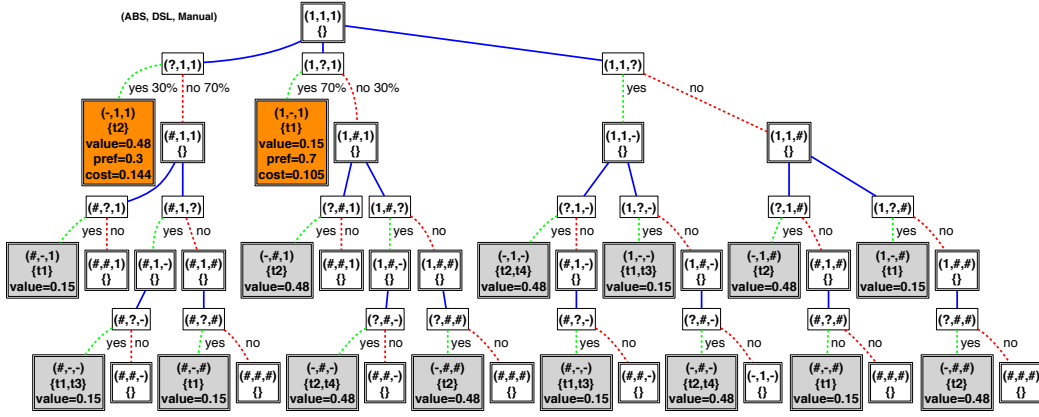 (ABS, DSL, Manual)
(1,1,1)
{}
(?,1,1)
(1,?,1)
(1,1,?)
yes 30%
no 70%
yes 70%
no 30%
yes
no
(-,1,1)
{t2}
value=0.48
pref=0.3
cost=0.144
(#,1,1)
{}
(1,-,1)
{t1}
value=0.15
pref=0.7
cost=0.105
(1,#,1)
{}
(1,1,-)
{}
(1,1,#)
{}
(#,?,1)
(#,1,?)
(?,#,1)
(1,#,?)
(?,1,-)
(1,?,-)
(?,1,#)
(1,?,#)
yes
no
yes
no
yes
no
yes
no
yes
no
yes
no
yes
no
yes
no
(#,-,1)
{t1}
value=0.15
(#,#,1)
{}
(#,1,-)
{}
(#,1,#)
{}
(-,#,1)
{t2}
value=0.48
(#,#,1)
{}
(1,#,-)
{}
(1,#,#)
{}
(-,1,-)
{t2,t4}
value=0.48
(#,1,-)
{}
(1,-,-)
{t1,t3}
value=0.15
(1,#,-)
{}
(-,1,#)
{t2}
value=0.48
(#,1,#)
{}
(1,-,#)
{t1}
value=0.15
(1,#,#)
{}
(#,?,-)
(#,?,#)
(?,#,-)
(?,#,#)
(#,?,-)
(?,#,-)
(#,?,#)
(?,#,#)
yes
no
yes
no
yes
no
yes
no
yes
no
yes
no
no
no
yes
no
(#,-,-)
{t1,t3}
value=0.15
(#,#,-)
{}
(#,-,#)
{t1}
value=0.15
(#,#,#)
{}
(-,#,-)
{t2,t4}
value=0.48
(#,#,-)
{}
(-,#,#)
{t2}
value=0.48
(#,#,#)
{}
(#,-,-)
{t1,t3}
value=0.15
(#,#,-)
{}
(-,#,-)
{t2,t4}
value=0.48
(-,1,-)
{}
(#,-,#)
{t1}
value=0.15
(#,#,#)
{}
(-,#,#)
{t2}
value=0.48
(#,#,#)
{}